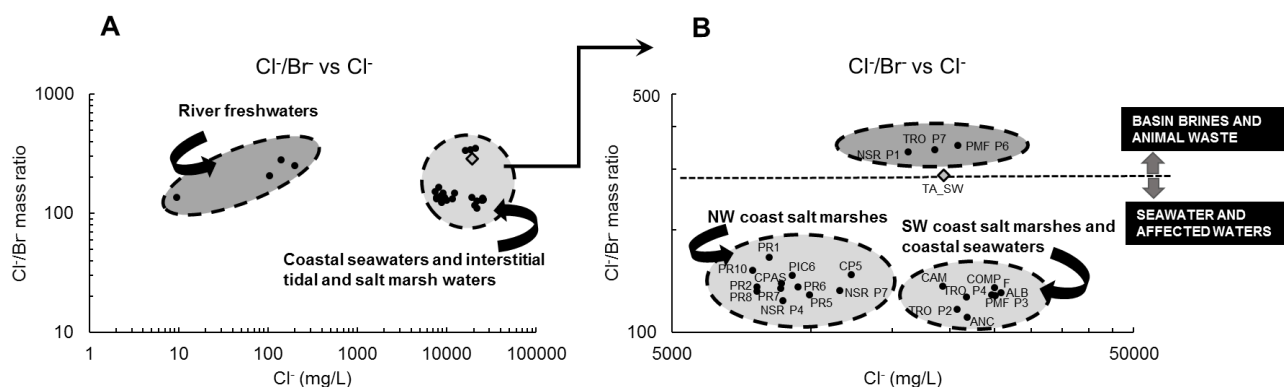 A
Cl⁻/Br⁻ vs Cl⁻
Cl⁻/Br⁻ mass ratio
1000
100
10
1
10
100
1000
10000
100000
Cl⁻ (mg/L)
River freshwaters
Coastal seawaters and interstitial
tidal and salt marsh waters
B
Cl⁻/Br⁻ vs Cl⁻
Cl⁻/Br⁻ mass ratio
500
100
5000
50000
Cl⁻ (mg/L)
TRO P7
NSR P1
PMF P6
TA_SW
NW coast salt marshes
PR1
PR10
CPAS
PIC6
CP5
PR2
PR8
PR7
PR6
PR5
NSR P7
NSR P4
SW coast salt marshes and
coastal seawaters
CAM
COMP
F
TRO P4
ALB
PMF P3
TRO P2
ANC
BASIN BRINES AND
ANIMAL WASTE
SEAWATER AND
AFFECTED WATERS